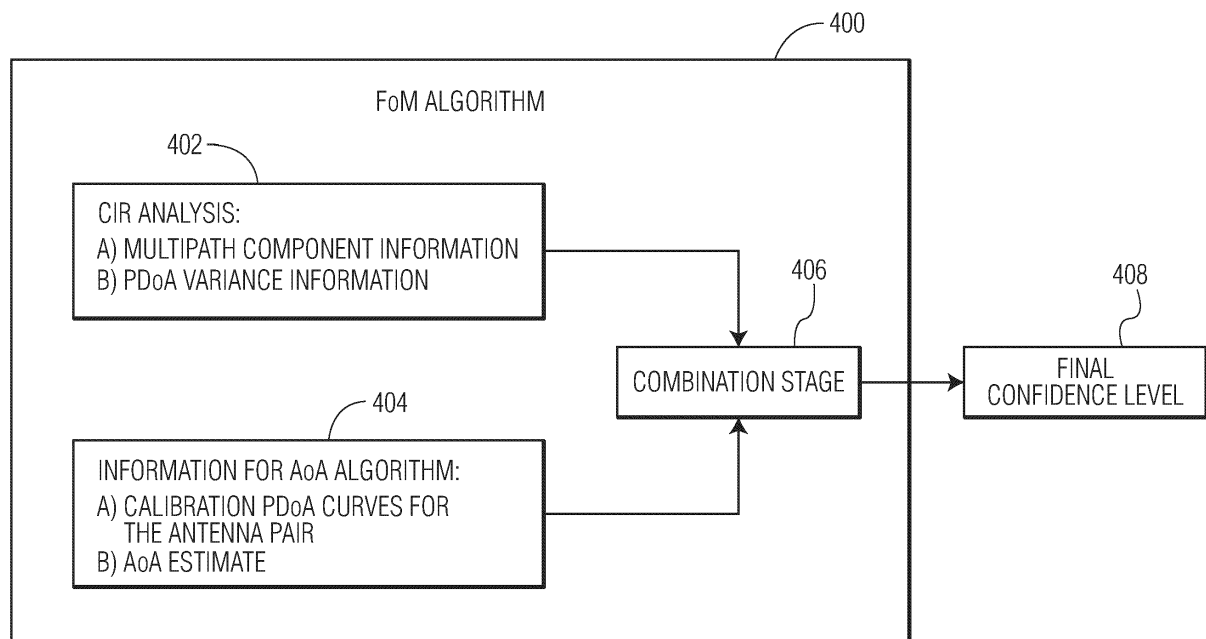 400
FoM ALGORITHM
402
CIR ANALYSIS:
A) MULTIPATH COMPONENT INFORMATION
B) PDoA VARIANCE INFORMATION
406
408
COMBINATION STAGE
FINAL
CONFIDENCE LEVEL
404
INFORMATION FOR AoA ALGORITHM:
A) CALIBRATION PDoA CURVES FOR
THE ANTENNA PAIR
B) AoA ESTIMATE